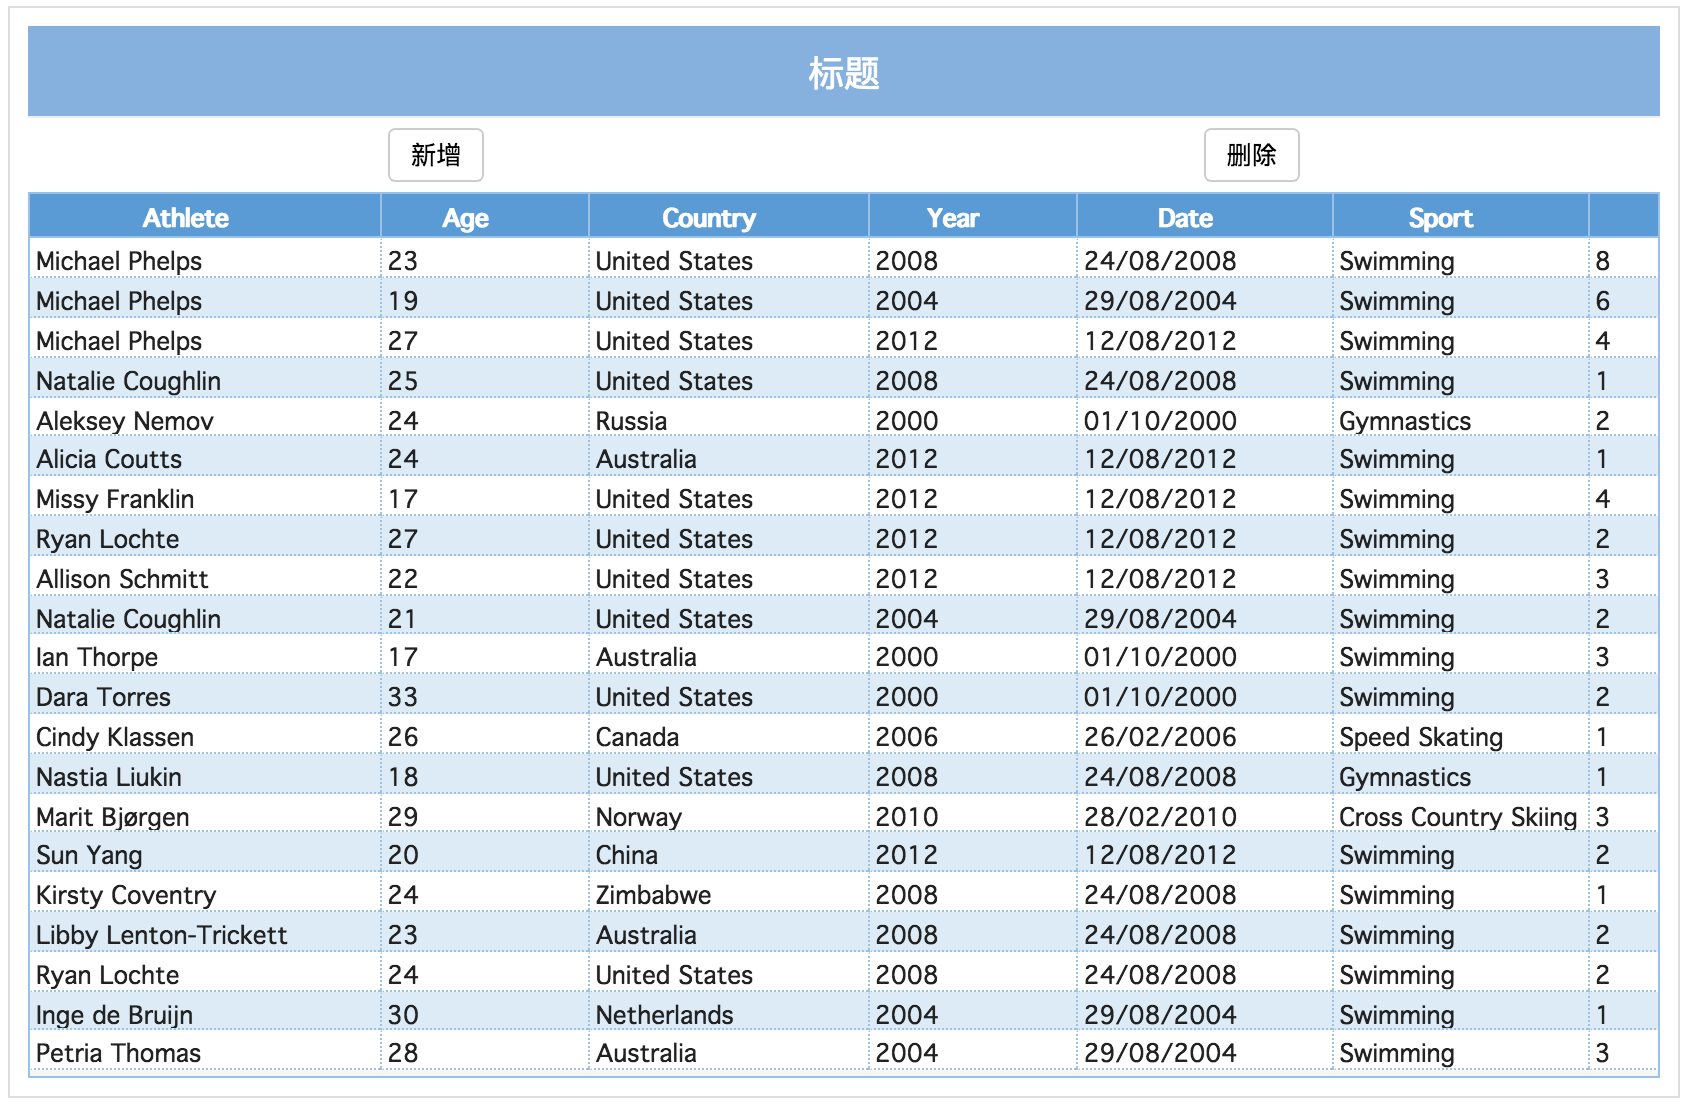 标题
新增 删除
Athlete Age Country Year Date Sport
Michael Phelps 23 United States 2008 24/08/2008 Swimming 8
Michael Phelps 19 United States 2004 29/08/2004 Swimming 6
Michael Phelps 27 United States 2012 12/08/2012 Swimming 4
Natalie Coughlin 25 United States 2008 24/08/2008 Swimming 1
Aleksey Nemov 24 Russia 2000 01/10/2000 Gymnastics 2
Alicia Coutts 24 Australia 2012 12/08/2012 Swimming 1
Missy Franklin 17 United States 2012 12/08/2012 Swimming 4
Ryan Lochte 27 United States 2012 12/08/2012 Swimming 2
Allison Schmitt 22 United States 2012 12/08/2012 Swimming 3
Natalie Coughlin 21 United States 2004 29/08/2004 Swimming 2
Ian Thorpe 17 Australia 2000 01/10/2000 Swimming 3
Dara Torres 33 United States 2000 01/10/2000 Swimming 2
Cindy Klassen 26 Canada 2006 26/02/2006 Speed Skating 1
Nastia Liukin 18 United States 2008 24/08/2008 Gymnastics 1
Marit Bjørgen 29 Norway 2010 28/02/2010 Cross Country Skiing 3
Sun Yang 20 China 2012 12/08/2012 Swimming 2
Kirsty Coventry 24 Zimbabwe 2008 24/08/2008 Swimming 1
Libby Lenton-Trickett 23 Australia 2008 24/08/2008 Swimming 2
Ryan Lochte 24 United States 2008 24/08/2008 Swimming 2
Inge de Bruijn 30 Netherlands 2004 29/08/2004 Swimming 1
Petria Thomas 28 Australia 2004 29/08/2004 Swimming 3